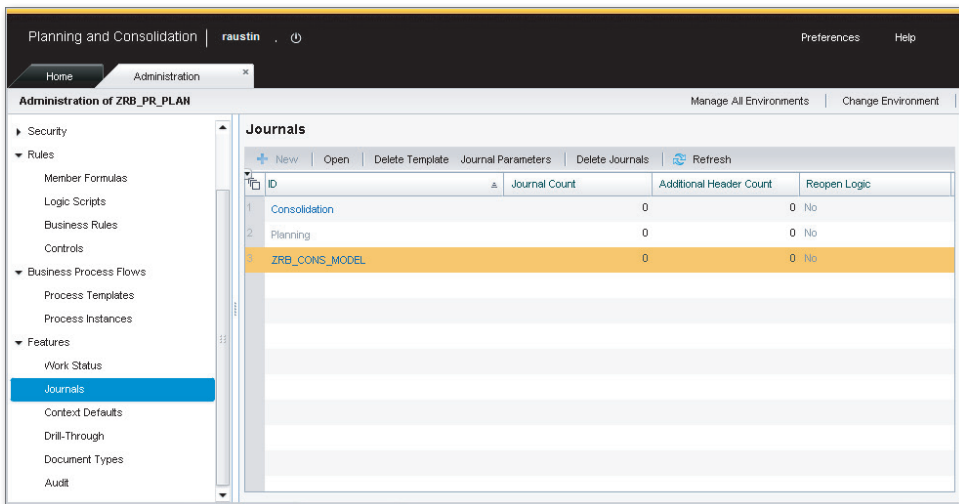 Planning and Consolidation | raustin .
Preferences Help
Home Administration ×
Administration of ZRB_PR_PLAN
Manage All Environments | Change Environment
Security
Rules
Member Formulas
Logic Scripts
Business Rules
Controls
Business Process Flows
Process Templates
Process Instances
Features
Work Status
Journals
Context Defaults
Drill-Through
Document Types
Audit
Journals
New | Open | Delete Template Journal Parameters | Delete Journals | Refresh
ID Journal Count Additional Header Count Reopen Logic
1 Consolidation 0 0 No
2 Planning 0 0 No
3 ZRB_CONS_MODEL 0 0 No